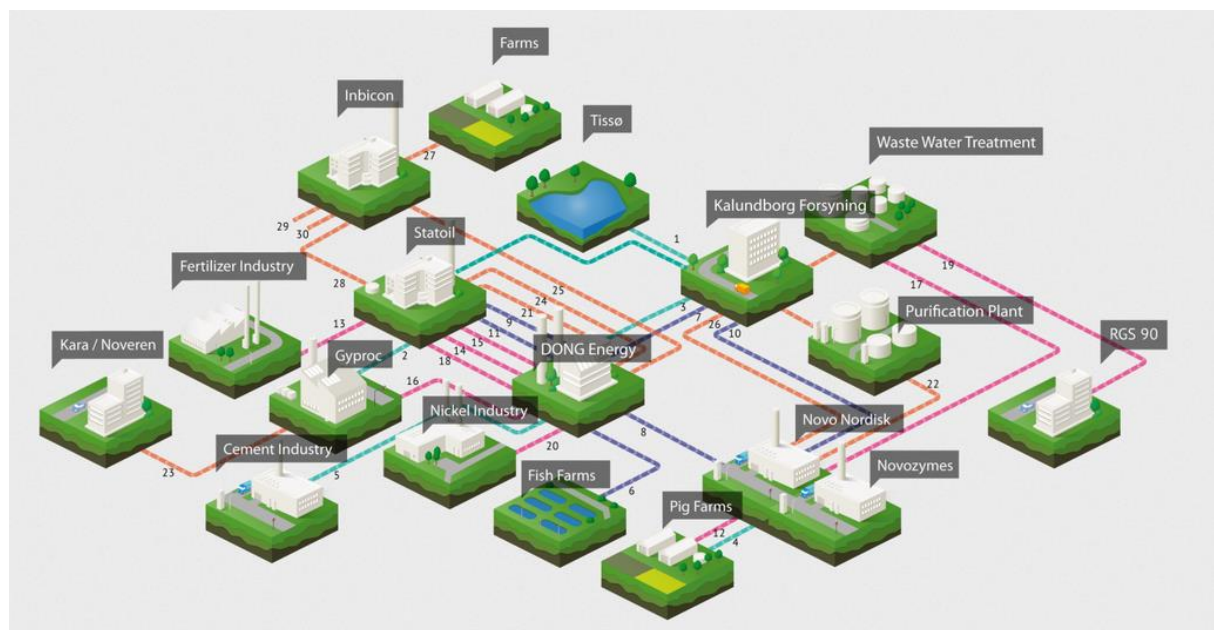 Farms
Inbicon
Tissø
27
Waste Water Treatment
Kalundborg Forsyning
29
30
Statoil
1
19
Fertilizer Industry
17
28
25
24
3
7
21
9
26
10
Purification Plant
13
11
15
14
18
2
DONG Energy
RGS 90
Kara / Noveren
Gyproc
16
22
Nickel Industry
Novo Nordisk
8
20
Cement Industry
23
5
Fish Farms
6
Novozymes
Pig Farms
12
4